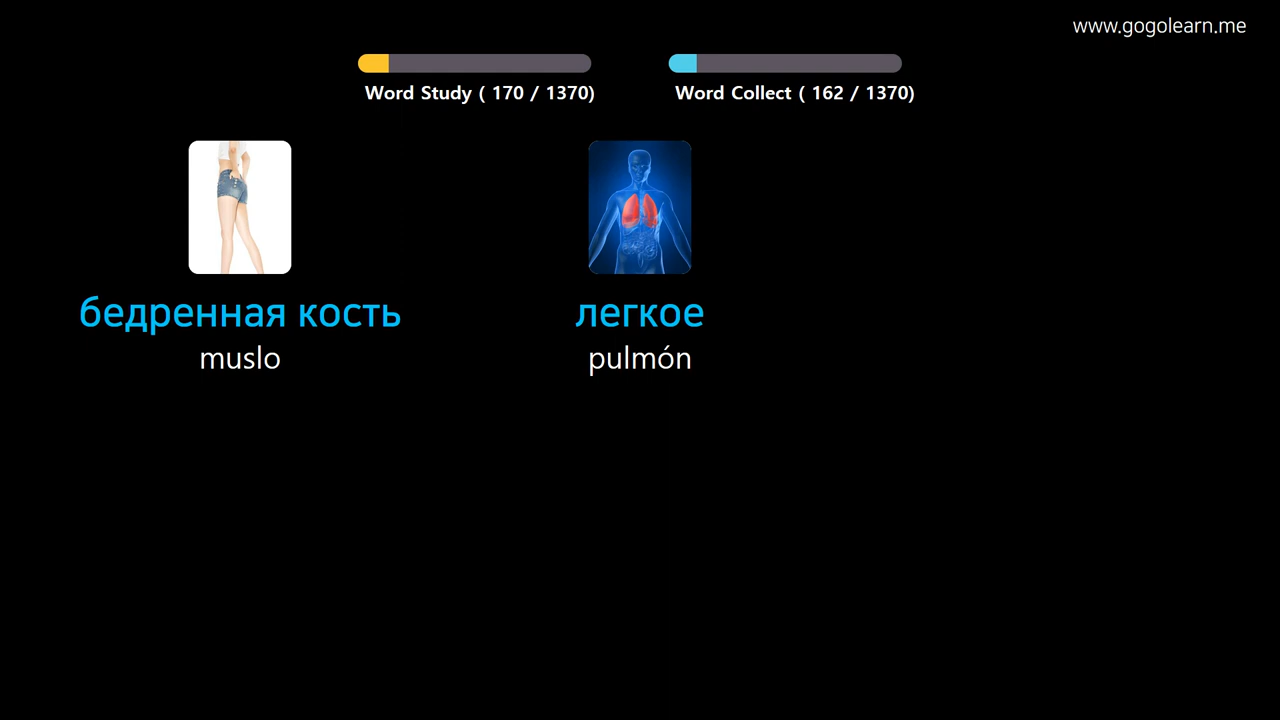 www.gogolearn.me
Word Study ( 170 / 1370)
Word Collect ( 162 / 1370)
бедренная кость
muslo
легкое
pulmón